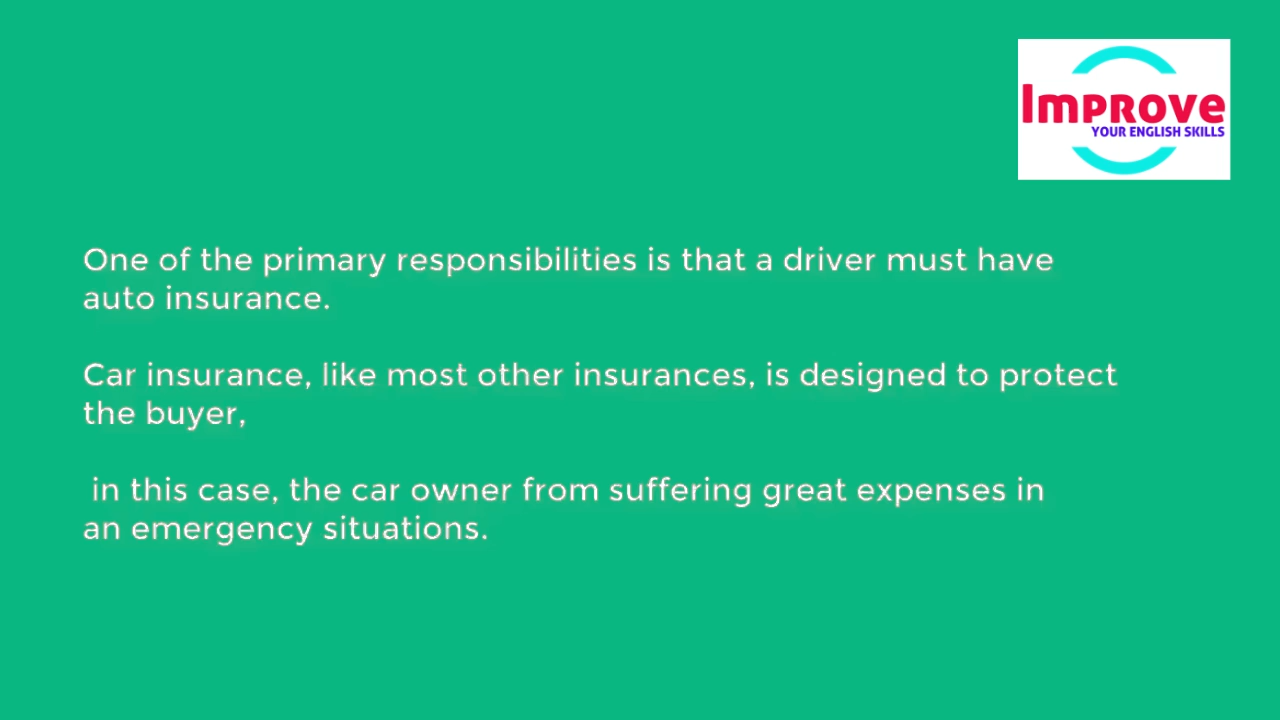 Improve
YOUR ENGLISH SKILLS
One of the primary responsibilities is that a driver must have
auto insurance.
Car insurance, like most other insurances, is designed to protect
the buyer,
in this case, the car owner from suffering great expenses in
an emergency situations.